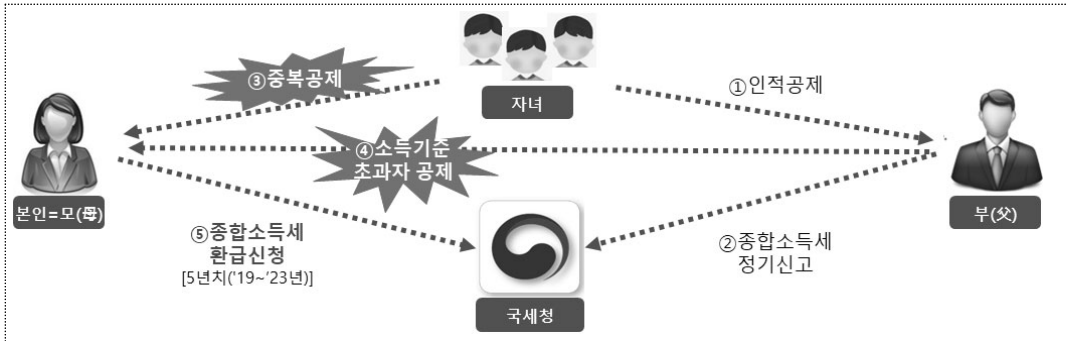 ③중복공제
①인적공제
자녀
④소득기준
초과자 공제
본인=모(母)
부(父)
⑤종합소득세
환급신청
[5년치('19~'23년)]
②종합소득세
정기신고
국세청